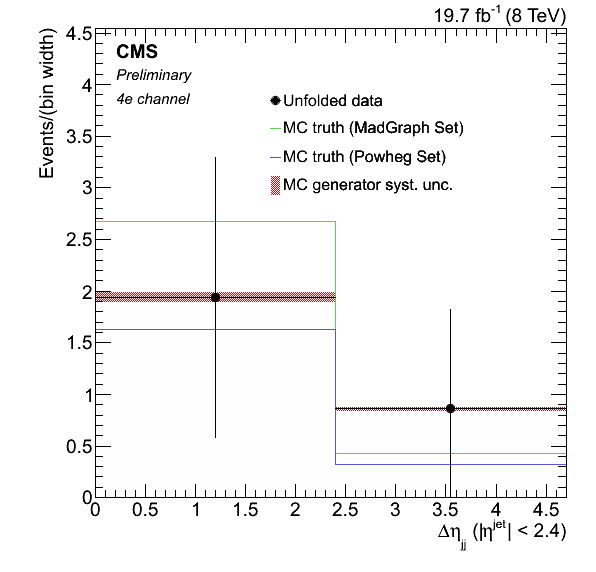 19.7 fb⁻¹ (8 TeV)
Events/(bin width)
CMS
Preliminary
4e channel
Unfolded data
MC truth (MadGraph Set)
MC truth (Powheg Set)
MC generator syst. unc.
4.5
4
3.5
3
2.5
2
1.5
1
0.5
0
0 0.5 1 1.5 2 2.5 3 3.5 4 4.5
Δη_jj (|η^jet| < 2.4)